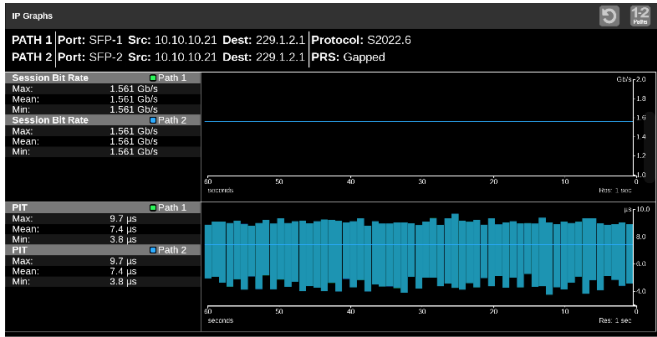 IP Graphs
1-2
Paths
PATH 1 Port: SFP-1 Src: 10.10.10.21 Dest: 229.1.2.1 Protocol: S2022.6
PATH 2 Port: SFP-2 Src: 10.10.10.21 Dest: 229.1.2.1 PRS: Gapped
Session Bit Rate Path 1
Max: 1.561 Gb/s
Mean: 1.561 Gb/s
Min: 1.561 Gb/s
Session Bit Rate Path 2
Max: 1.561 Gb/s
Mean: 1.561 Gb/s
Min: 1.561 Gb/s
Gb/s 2.0
1.8
1.6
1.4
1.2
1.0
60 50 40 30 20 10 0
seconds Res: 1 sec
PIT Path 1
Max: 9.7 µs
Mean: 7.4 µs
Min: 3.8 µs
PIT Path 2
Max: 9.7 µs
Mean: 7.4 µs
Min: 3.8 µs
µs 10.0
8.0
6.0
4.0
60 50 40 30 20 10 0
seconds Res: 1 sec